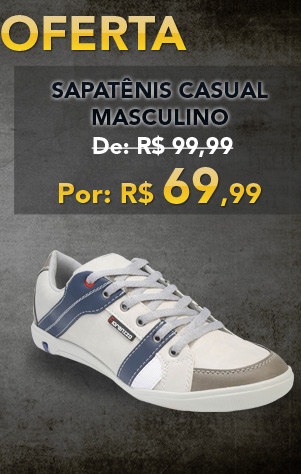 OFERTA
SAPATÊNIS CASUAL
MASCULINO
De: R$ 99,99
Por: R$ 69,99